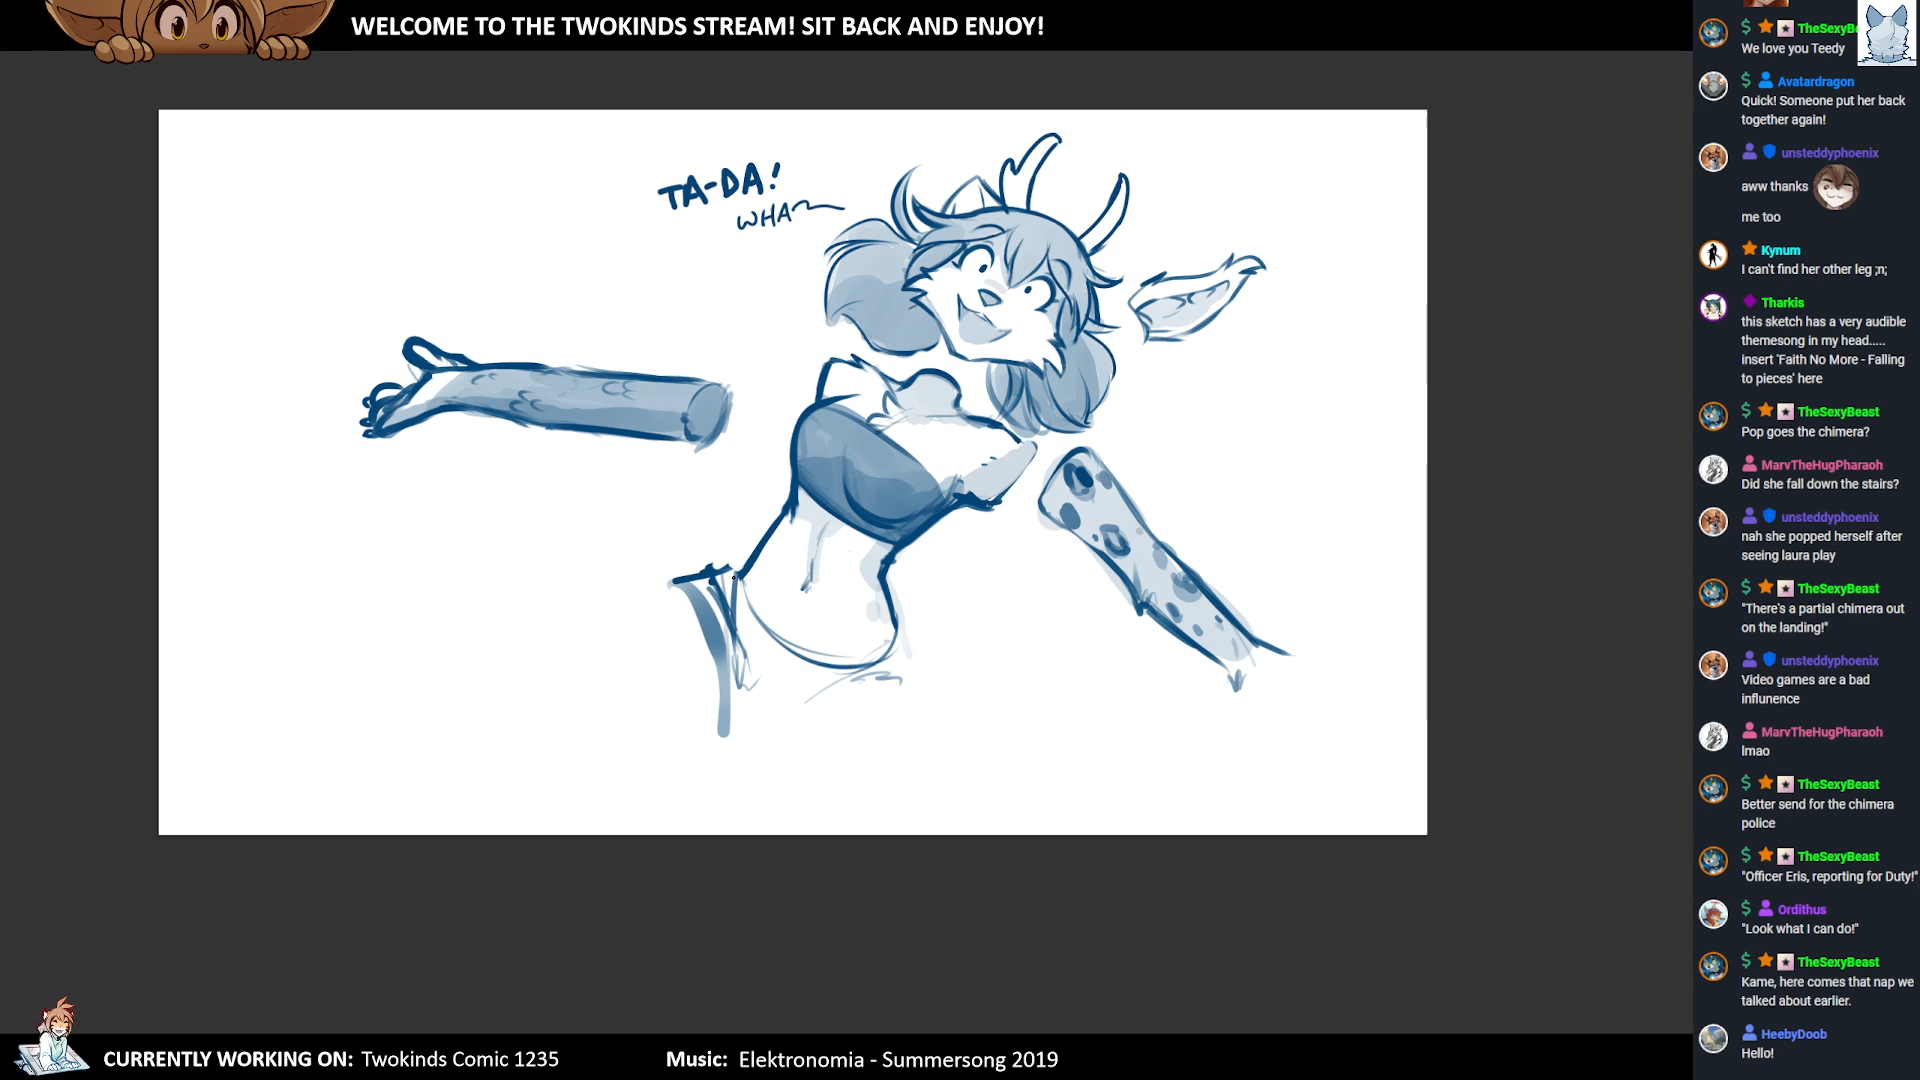 WELCOME TO THE TWOKINDS STREAM! SIT BACK AND ENJOY!
TA-DA!
WHA
TheSexyBe
We love you Teedy
Avatardragon
Quick! Someone put her back
together again!
unsteddyphoenix
aww thanks
me too
Kynum
I can't find her other leg ;n;
Tharkis
this sketch has a very audible
themesong in my head.....
insert 'Faith No More - Falling
to pieces' here
TheSexyBeast
Pop goes the chimera?
MarvTheHugPharaoh
Did she fall down the stairs?
unsteddyphoenix
nah she popped herself after
seeing laura play
TheSexyBeast
"There's a partial chimera out
on the landing!"
unsteddyphoenix
Video games are a bad
influnence
MarvTheHugPharaoh
lmao
TheSexyBeast
Better send for the chimera
police
TheSexyBeast
"Officer Eris, reporting for Duty!"
Ordithus
"Look what I can do!"
TheSexyBeast
Kame, here comes that nap we
talked about earlier.
HeebyDoob
Hello!
CURRENTLY WORKING ON: Twokinds Comic 1235
Music: Elektronomia - Summersong 2019